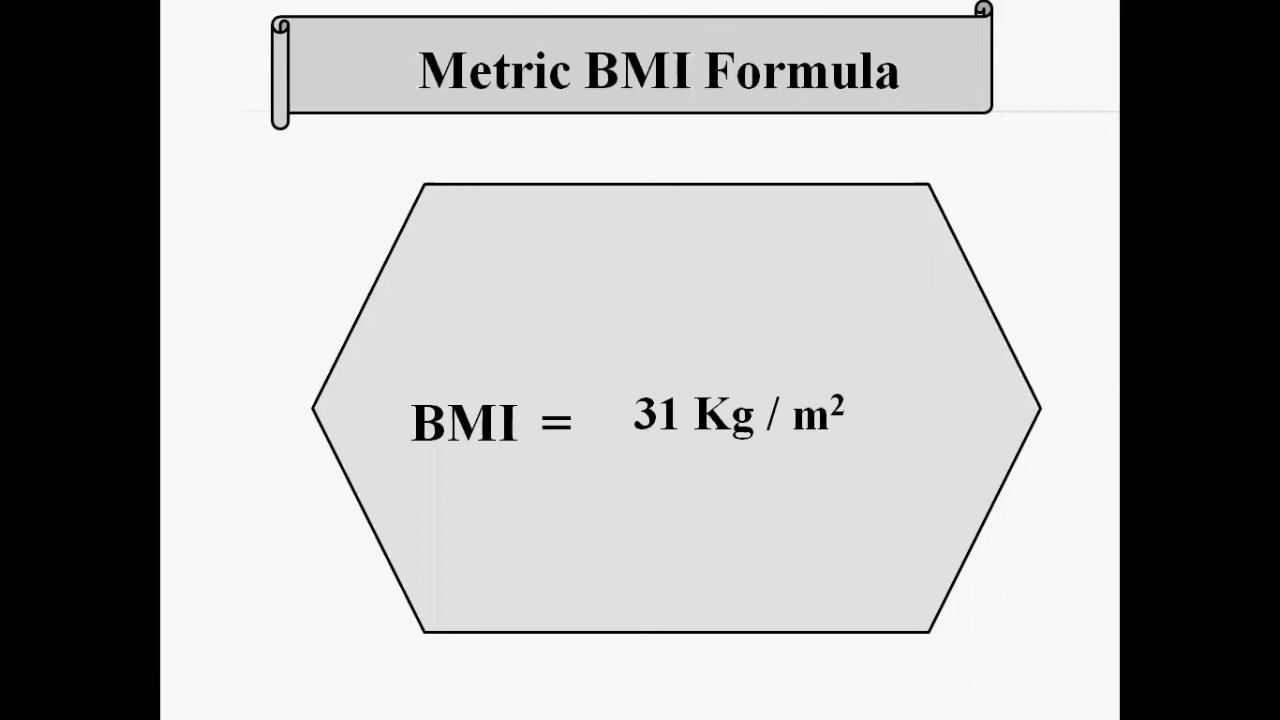 Metric BMI Formula
BMI = 31 Kg / m²